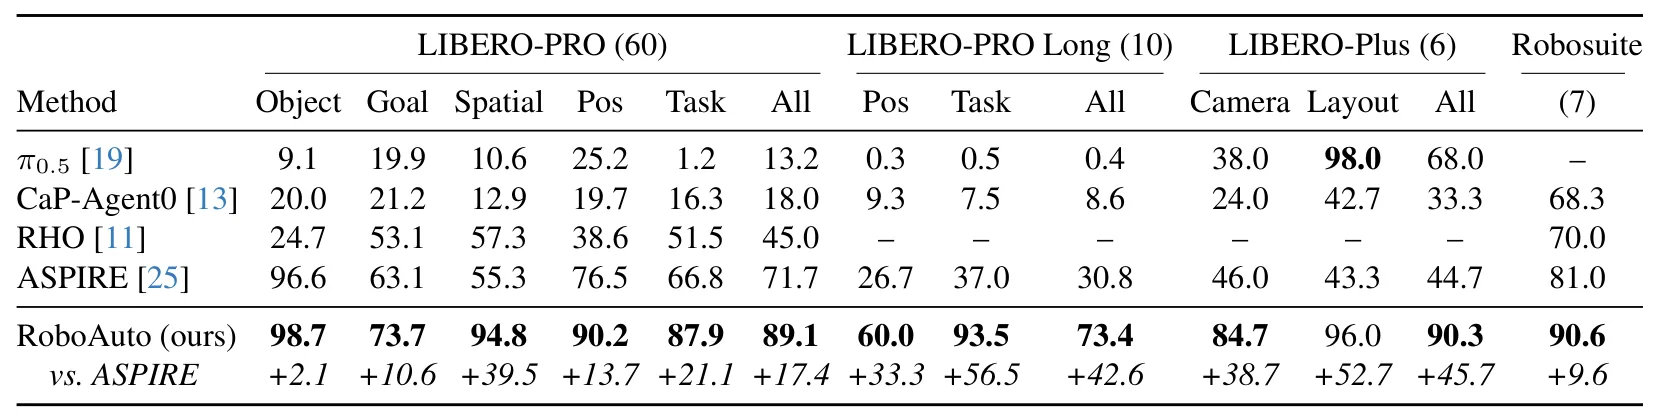 LIBERO-PRO (60) LIBERO-PRO Long (10) LIBERO-Plus (6) Robosuite
Method Object Goal Spatial Pos Task All Pos Task All Camera Layout All (7)
π0.5 [19] 9.1 19.9 10.6 25.2 1.2 13.2 0.3 0.5 0.4 38.0 98.0 68.0 –
CaP-Agent0 [13] 20.0 21.2 12.9 19.7 16.3 18.0 9.3 7.5 8.6 24.0 42.7 33.3 68.3
RHO [11] 24.7 53.1 57.3 38.6 51.5 45.0 – – – – – – 70.0
ASPIRE [25] 96.6 63.1 55.3 76.5 66.8 71.7 26.7 37.0 30.8 46.0 43.3 44.7 81.0
RoboAuto (ours) 98.7 73.7 94.8 90.2 87.9 89.1 60.0 93.5 73.4 84.7 96.0 90.3 90.6
vs. ASPIRE +2.1 +10.6 +39.5 +13.7 +21.1 +17.4 +33.3 +56.5 +42.6 +38.7 +52.7 +45.7 +9.6